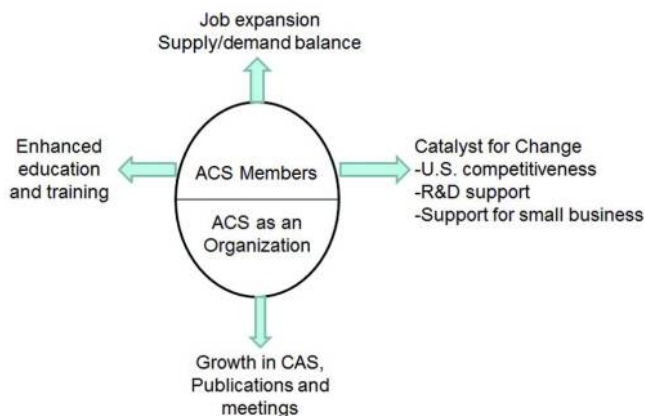 Job expansion
Supply/demand balance
Enhanced
education
and training
ACS Members
ACS as an
Organization
Catalyst for Change
-U.S. competitiveness
-R&D support
-Support for small business
Growth in CAS,
Publications and
meetings